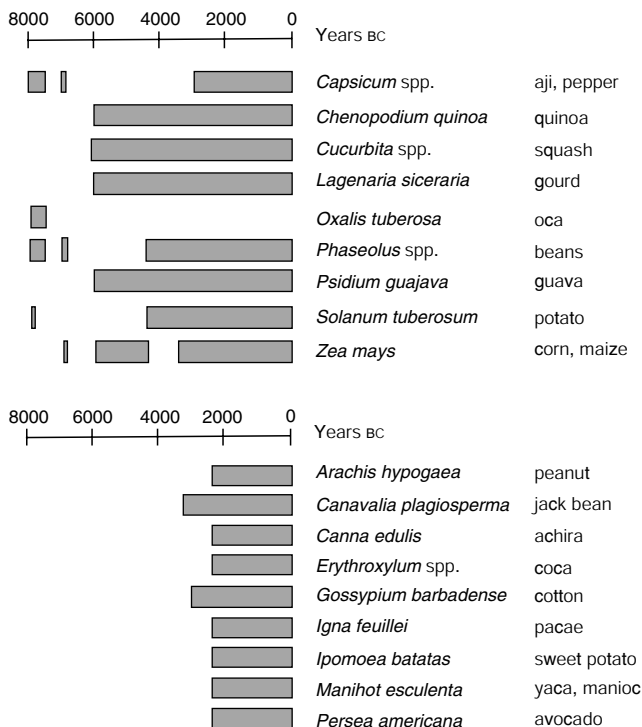 8000 6000 4000 2000 0
Years BC
Capsicum spp. aji, pepper
Chenopodium quinoa quinoa
Cucurbita spp. squash
Lagenaria siceraria gourd
Oxalis tuberosa oca
Phaseolus spp. beans
Psidium guajava guava
Solanum tuberosum potato
Zea mays corn, maize
8000 6000 4000 2000 0
Years BC
Arachis hypogaea peanut
Canavalia plagiosperma jack bean
Canna edulis achira
Erythroxylum spp. coca
Gossypium barbadense cotton
Igna feuillei pacae
Ipomoea batatas sweet potato
Manihot esculenta yaca, manioc
Persea americana avocado